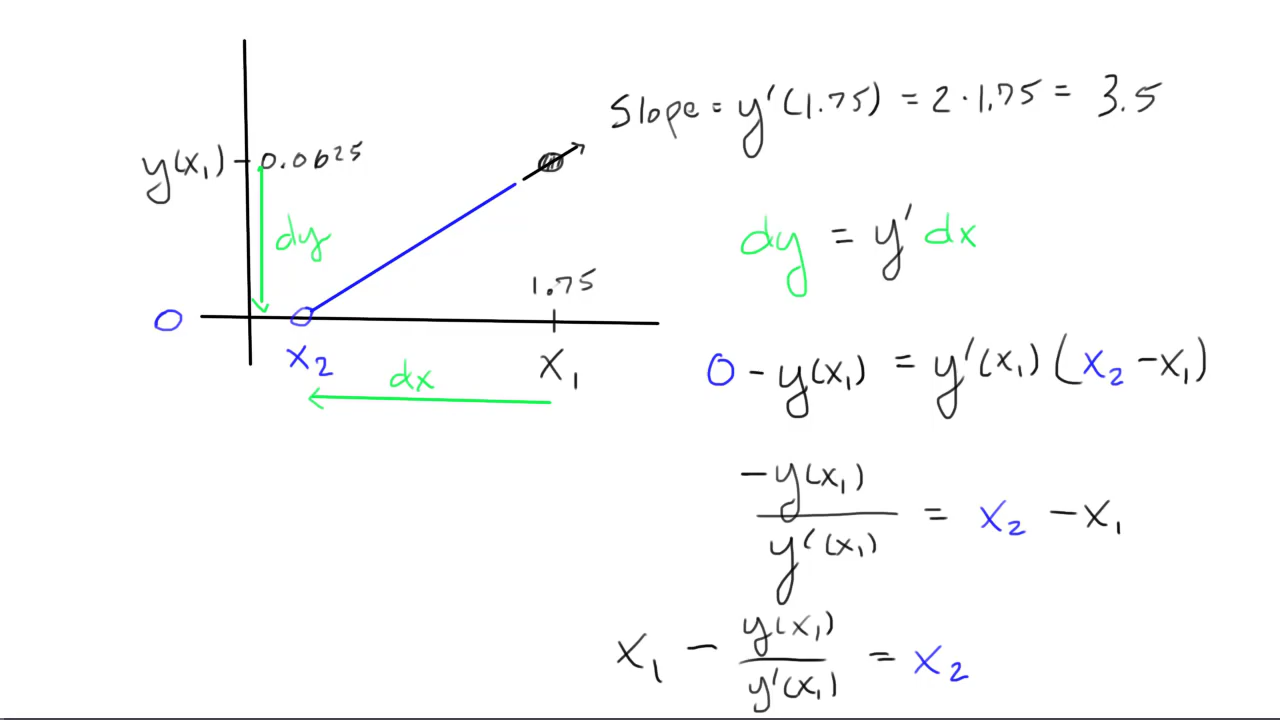 Slope = y'(1.75) = 2 · 1.75 = 3.5
y(x₁) 0.0625
dy
dy = y' dx
1.75
0
x₂ x₁
dx
0 - y(x₁) = y'(x₁) (x₂ - x₁)
-y(x₁) / y'(x₁) = x₂ - x₁
x₁ - y(x₁) / y'(x₁) = x₂